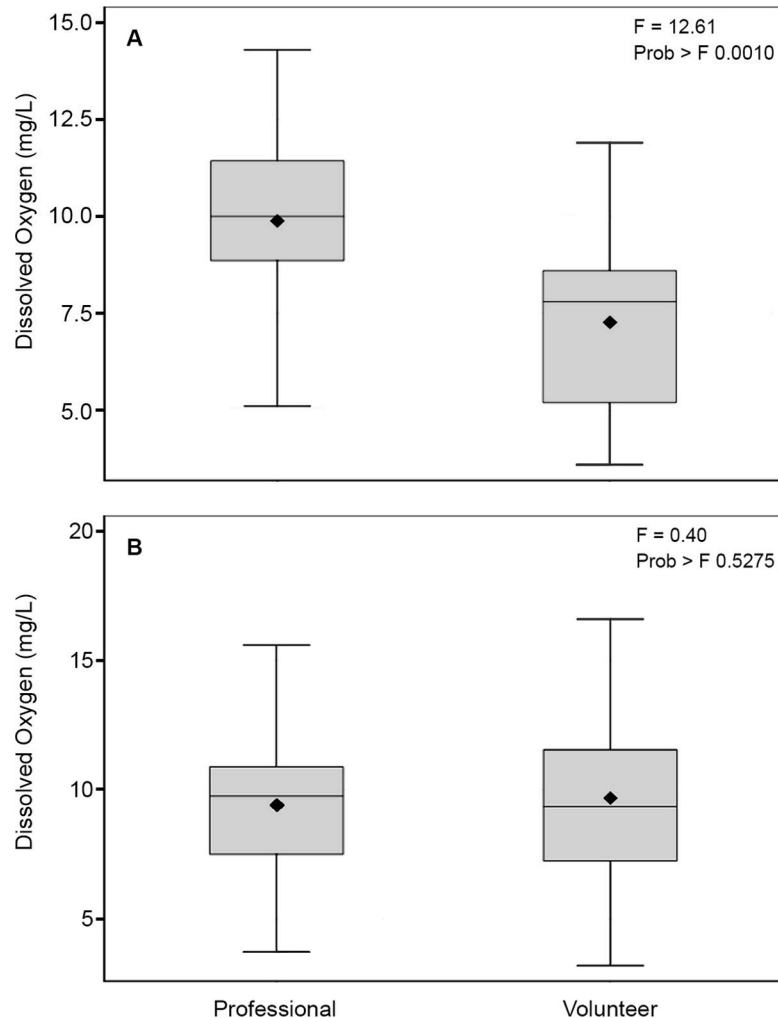 A
F = 12.61
Prob > F 0.0010
Dissolved Oxygen (mg/L)
15.0
12.5
10.0
7.5
5.0
B
F = 0.40
Prob > F 0.5275
Dissolved Oxygen (mg/L)
20
15
10
5
Professional
Volunteer